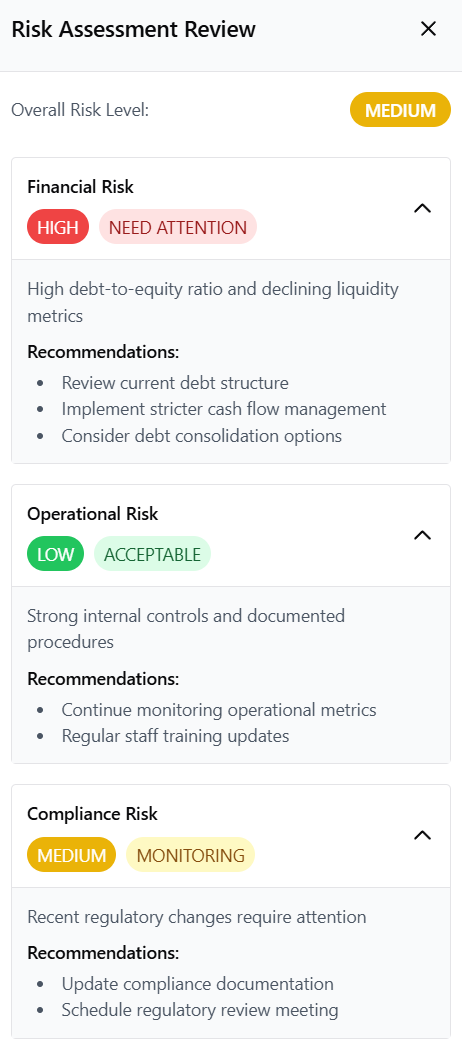 Risk Assessment Review
Overall Risk Level:
MEDIUM
Financial Risk
HIGH NEED ATTENTION
High debt-to-equity ratio and declining liquidity
metrics
Recommendations:
• Review current debt structure
• Implement stricter cash flow management
• Consider debt consolidation options
Operational Risk
LOW ACCEPTABLE
Strong internal controls and documented
procedures
Recommendations:
• Continue monitoring operational metrics
• Regular staff training updates
Compliance Risk
MEDIUM MONITORING
Recent regulatory changes require attention
Recommendations:
• Update compliance documentation
• Schedule regulatory review meeting